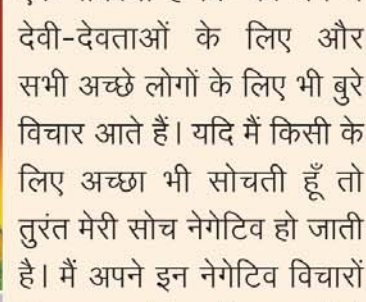 देवी-देवताओं के लिए और
सभी अच्छे लोगों के लिए भी बुरे
विचार आते हैं। यदि मैं किसी के
लिए अच्छा भी सोचती हूँ तो
तुरंत मेरी सोच नेगेटिव हो जाती
है। मैं अपने इन नेगेटिव विचारों